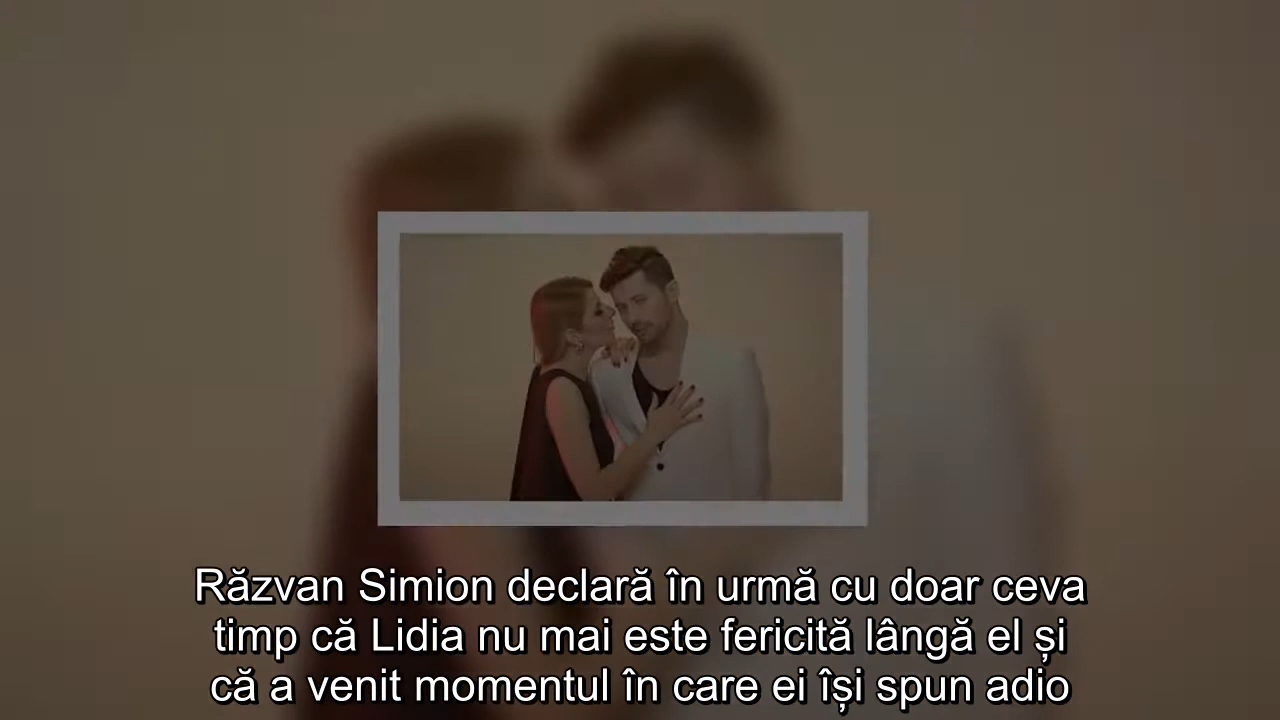 Răzvan Simion declară în urmă cu doar ceva
timp că Lidia nu mai este fericită lângă el și
că a venit momentul în care ei își spun adio